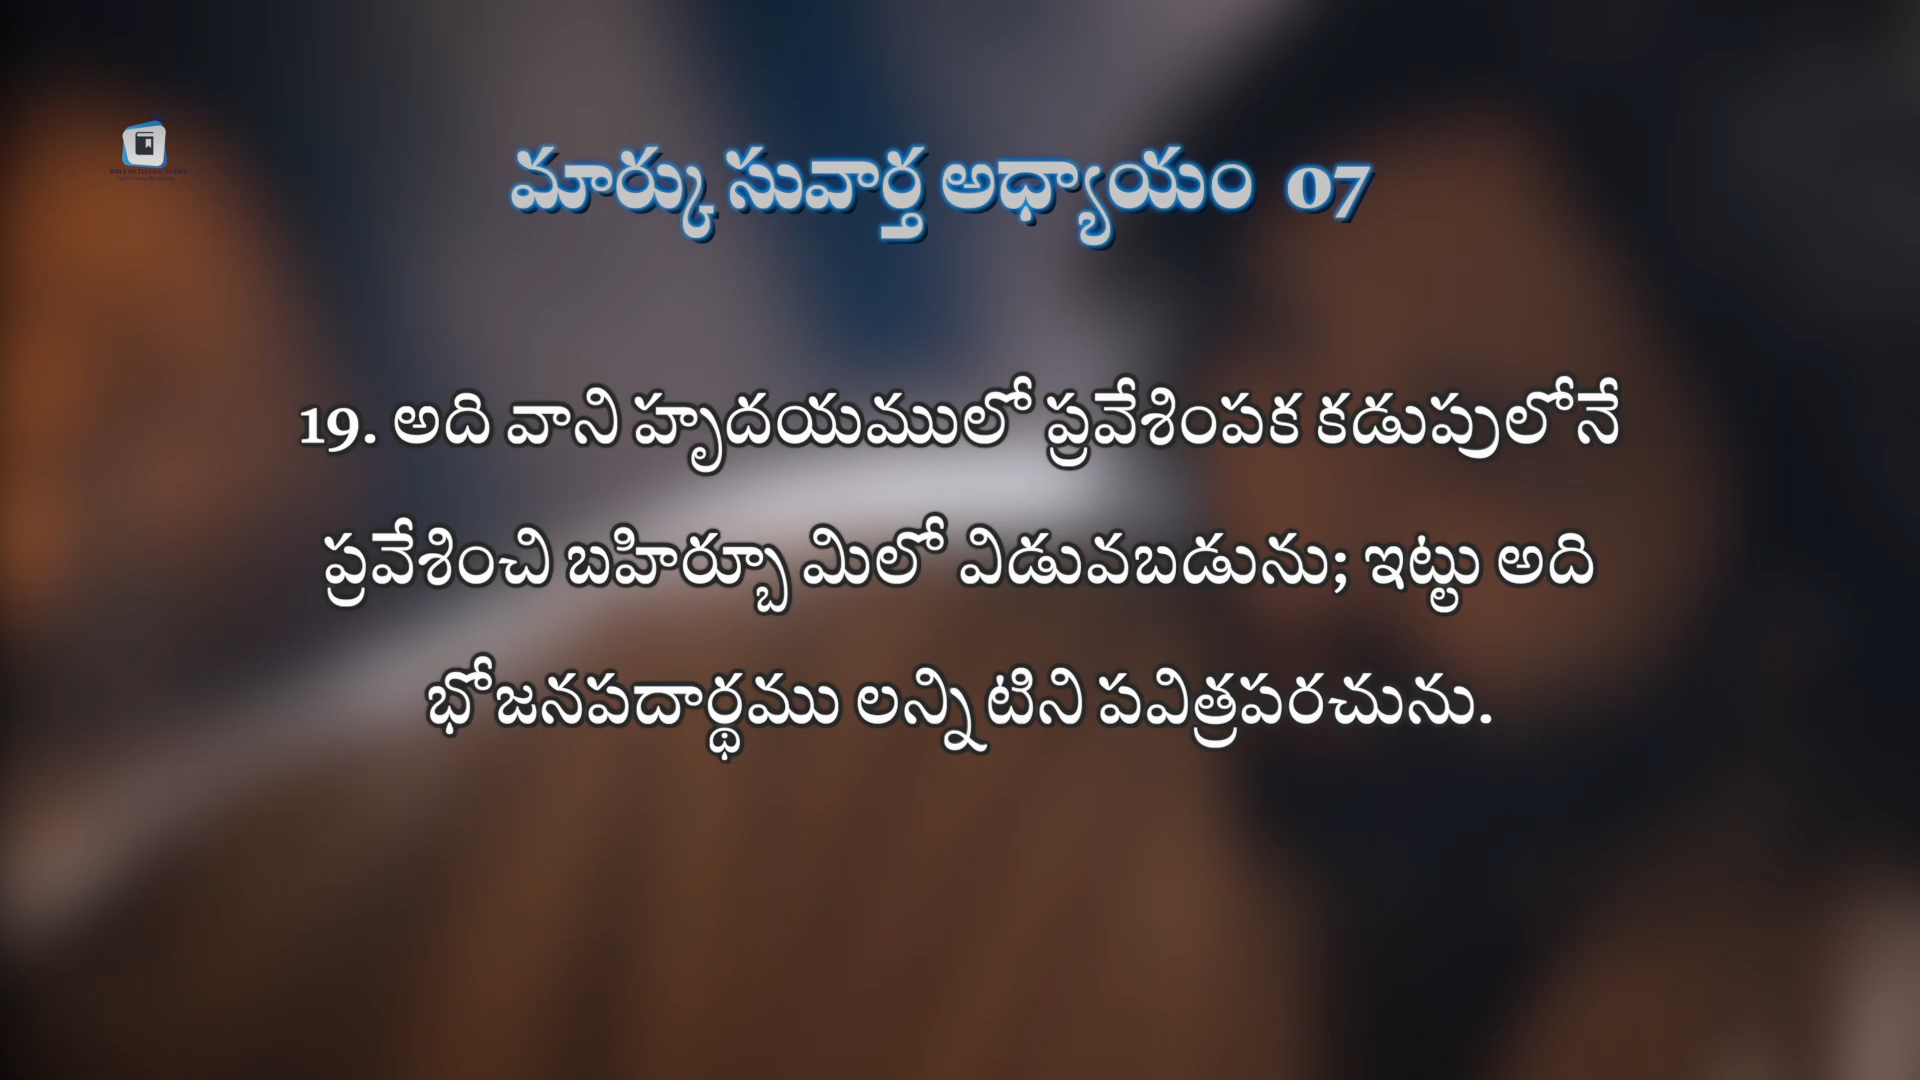 మార్కు సువార్త అధ్యాయం 07
19. అది వాని హృదయములో ప్రవేశింపక కడుపులోనే
ప్రవేశించి బహిర్భూ మిలో విడువబడును; ఇట్టు అది
భోజనపదార్థము లన్ని టిని పవిత్రపరచును.